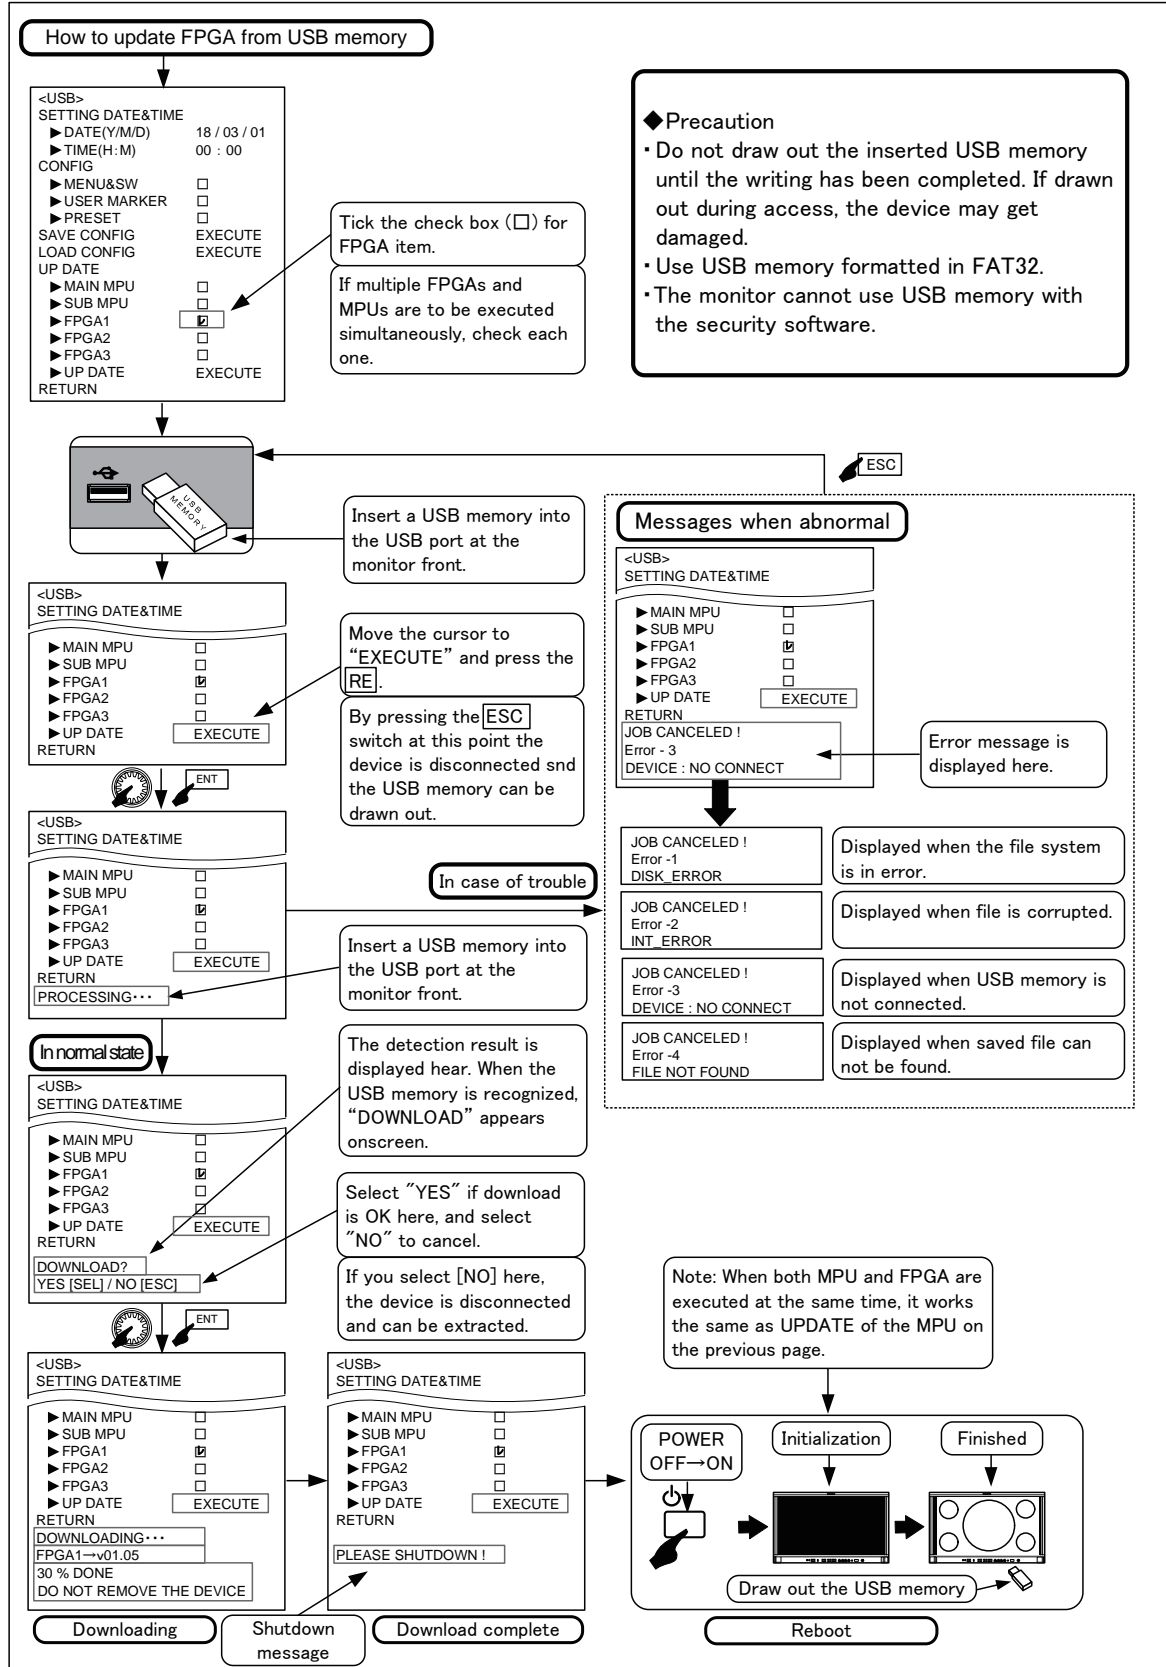 How to update FPGA from USB memory
<USB>
SETTING DATE&TIME
▶DATE(Y/M/D) 18 / 03 / 01
▶TIME(H:M) 00 : 00
CONFIG
▶MENU&SW □
▶USER MARKER □
▶PRESET □
SAVE CONFIG EXECUTE
LOAD CONFIG EXECUTE
UP DATE
▶MAIN MPU □
▶SUB MPU □
▶FPGA1 ☑
▶FPGA2 □
▶FPGA3 □
▶UP DATE EXECUTE
RETURN
Tick the check box (□) for
FPGA item.
If multiple FPGAs and
MPUs are to be executed
simultaneously, check each
one.
◆Precaution
・Do not draw out the inserted USB memory
until the writing has been completed. If drawn
out during access, the device may get
damaged.
・Use USB memory formatted in FAT32.
・The monitor cannot use USB memory with
the security software.
USB
MEMORY
Insert a USB memory into
the USB port at the
monitor front.
<USB>
SETTING DATE&TIME
▶MAIN MPU □
▶SUB MPU □
▶FPGA1 ☑
▶FPGA2 □
▶FPGA3 □
▶UP DATE EXECUTE
RETURN
Move the cursor to
“EXECUTE” and press the
RE.
By pressing the ESC
switch at this point the
device is disconnected snd
the USB memory can be
drawn out.
ENT
<USB>
SETTING DATE&TIME
▶MAIN MPU □
▶SUB MPU □
▶FPGA1 ☑
▶FPGA2 □
▶FPGA3 □
▶UP DATE EXECUTE
RETURN
PROCESSING･･･
In case of trouble
Insert a USB memory into
the USB port at the
monitor front.
ESC
Messages when abnormal
<USB>
SETTING DATE&TIME
▶MAIN MPU □
▶SUB MPU □
▶FPGA1 ☑
▶FPGA2 □
▶FPGA3 □
▶UP DATE EXECUTE
RETURN
JOB CANCELED !
Error - 3
DEVICE : NO CONNECT
Error message is
displayed here.
JOB CANCELED !
Error -1
DISK_ERROR
Displayed when the file system
is in error.
JOB CANCELED !
Error -2
INT_ERROR
Displayed when file is corrupted.
JOB CANCELED !
Error -3
DEVICE : NO CONNECT
Displayed when USB memory is
not connected.
JOB CANCELED !
Error -4
FILE NOT FOUND
Displayed when saved file can
not be found.
In normal state
<USB>
SETTING DATE&TIME
▶MAIN MPU □
▶SUB MPU □
▶FPGA1 ☑
▶FPGA2 □
▶FPGA3 □
▶UP DATE EXECUTE
RETURN
DOWNLOAD?
YES [SEL] / NO [ESC]
The detection result is
displayed hear. When the
USB memory is recognized,
“DOWNLOAD” appears
onscreen.
Select "YES" if download
is OK here, and select
"NO" to cancel.
If you select [NO] here,
the device is disconnected
and can be extracted.
ENT
<USB>
SETTING DATE&TIME
▶MAIN MPU □
▶SUB MPU □
▶FPGA1 ☑
▶FPGA2 □
▶FPGA3 □
▶UP DATE EXECUTE
RETURN
DOWNLOADING･･･
FPGA1→v01.05
30 % DONE
DO NOT REMOVE THE DEVICE
Downloading
<USB>
SETTING DATE&TIME
▶MAIN MPU □
▶SUB MPU □
▶FPGA1 ☑
▶FPGA2 □
▶FPGA3 □
▶UP DATE EXECUTE
RETURN
PLEASE SHUTDOWN !
Shutdown
message
Download complete
Note: When both MPU and FPGA are
executed at the same time, it works
the same as UPDATE of the MPU on
the previous page.
POWER
OFF→ON
Initialization
Finished
Draw out the USB memory
Reboot